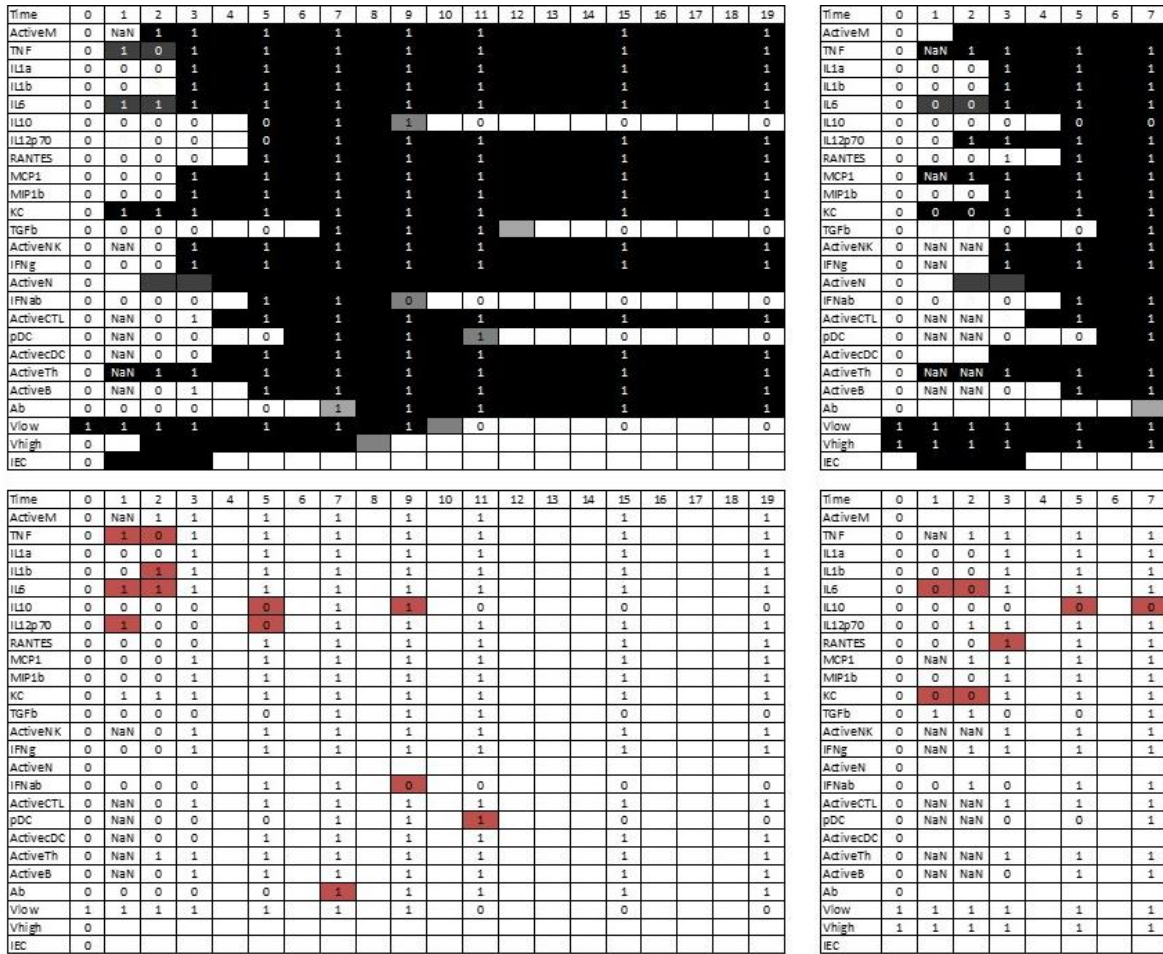 Time 0 1 2 3 4 5 6 7 8 9 10 11 12 13 14 15 16 17 18 19
ActiveM 0 NaN 1 1 1 1 1 1 1 1
TNF 0 1 0 1 1 1 1 1 1 1
IL1a 0 0 0 1 1 1 1 1 1 1
IL1b 0 0 1 1 1 1 1 1 1
IL6 0 1 1 1 1 1 1 1 1 1
IL10 0 0 0 0 0 1 1 0 0 0
IL12p70 0 0 0 0 1 1 1 1 1
RANTES 0 0 0 0 1 1 1 1 1 1
MCP1 0 0 0 1 1 1 1 1 1 1
MIP1b 0 0 0 1 1 1 1 1 1 1
KC 0 1 1 1 1 1 1 1 1 1
TGFb 0 0 0 0 0 1 1 1 0 0
ActiveNK 0 NaN 0 1 1 1 1 1 1 1
IFNg 0 0 0 1 1 1 1 1 1 1
ActiveN 0
IFNab 0 0 0 0 1 1 0 0 0 0
ActiveCTL 0 NaN 0 1 1 1 1 1 1 1
pDC 0 NaN 0 0 0 1 1 1 0 0
ActivecDC 0 NaN 0 0 1 1 1 1 1 1
ActiveTh 0 NaN 1 1 1 1 1 1 1 1
ActiveB 0 NaN 0 1 1 1 1 1 1 1
Ab 0 0 0 0 0 1 1 1 1 1
Vlow 1 1 1 1 1 1 1 0 0 0
Vhigh 0
IEC 0
Time 0 1 2 3 4 5 6 7
ActiveM 0
TNF 0 NaN 1 1 1 1
IL1a 0 0 0 1 1 1
IL1b 0 0 0 1 1 1
IL6 0 0 0 1 1 1
IL10 0 0 0 0 0 0
IL12p70 0 0 1 1 1 1
RANTES 0 0 0 1 1 1
MCP1 0 NaN 1 1 1 1
MIP1b 0 0 0 1 1 1
KC 0 0 0 1 1 1
TGFb 0 0 0 1
ActiveNK 0 NaN NaN 1 1 1
IFNg 0 NaN 1 1 1
ActiveN 0
IFNab 0 0 0 1 1
ActiveCTL 0 NaN NaN 1 1
pDC 0 NaN NaN 0 0 1
ActivecDC 0
ActiveTh 0 NaN NaN 1 1 1
ActiveB 0 NaN NaN 0 1 1
Ab 0
Vlow 1 1 1 1 1 1
Vhigh 1 1 1 1 1 1
IEC
Time 0 1 2 3 4 5 6 7 8 9 10 11 12 13 14 15 16 17 18 19
ActiveM 0 NaN 1 1 1 1 1 1 1 1
TNF 0 1 0 1 1 1 1 1 1 1
IL1a 0 0 0 1 1 1 1 1 1 1
IL1b 0 0 1 1 1 1 1 1 1 1
IL6 0 1 1 1 1 1 1 1 1 1
IL10 0 0 0 0 0 1 1 0 0 0
IL12p70 0 1 0 0 0 1 1 1 1 1
RANTES 0 0 0 0 1 1 1 1 1 1
MCP1 0 0 0 1 1 1 1 1 1 1
MIP1b 0 0 0 1 1 1 1 1 1 1
KC 0 1 1 1 1 1 1 1 1 1
TGFb 0 0 0 0 0 1 1 1 0 0
ActiveNK 0 NaN 0 1 1 1 1 1 1 1
IFNg 0 0 0 1 1 1 1 1 1 1
ActiveN 0
IFNab 0 0 0 0 1 1 0 0 0 0
ActiveCTL 0 NaN 0 1 1 1 1 1 1 1
pDC 0 NaN 0 0 0 1 1 1 0 0
ActivecDC 0 NaN 0 0 1 1 1 1 1 1
ActiveTh 0 NaN 1 1 1 1 1 1 1 1
ActiveB 0 NaN 0 1 1 1 1 1 1 1
Ab 0 0 0 0 0 1 1 1 1 1
Vlow 1 1 1 1 1 1 1 0 0 0
Vhigh 0
IEC 0
Time 0 1 2 3 4 5 6 7
ActiveM 0
TNF 0 NaN 1 1 1 1
IL1a 0 0 0 1 1 1
IL1b 0 0 0 1 1 1
IL6 0 0 0 1 1 1
IL10 0 0 0 0 0 0
IL12p70 0 0 1 1 1 1
RANTES 0 0 0 1 1 1
MCP1 0 NaN 1 1 1 1
MIP1b 0 0 0 1 1 1
KC 0 0 0 1 1 1
TGFb 0 1 1 0 0 1
ActiveNK 0 NaN NaN 1 1 1
IFNg 0 NaN 1 1 1 1
ActiveN 0
IFNab 0 0 1 0 1 1
ActiveCTL 0 NaN NaN 1 1 1
pDC 0 NaN NaN 0 0 1
ActivecDC 0
ActiveTh 0 NaN NaN 1 1 1
ActiveB 0 NaN NaN 0 1 1
Ab 0
Vlow 1 1 1 1 1 1
Vhigh 1 1 1 1 1 1
IEC